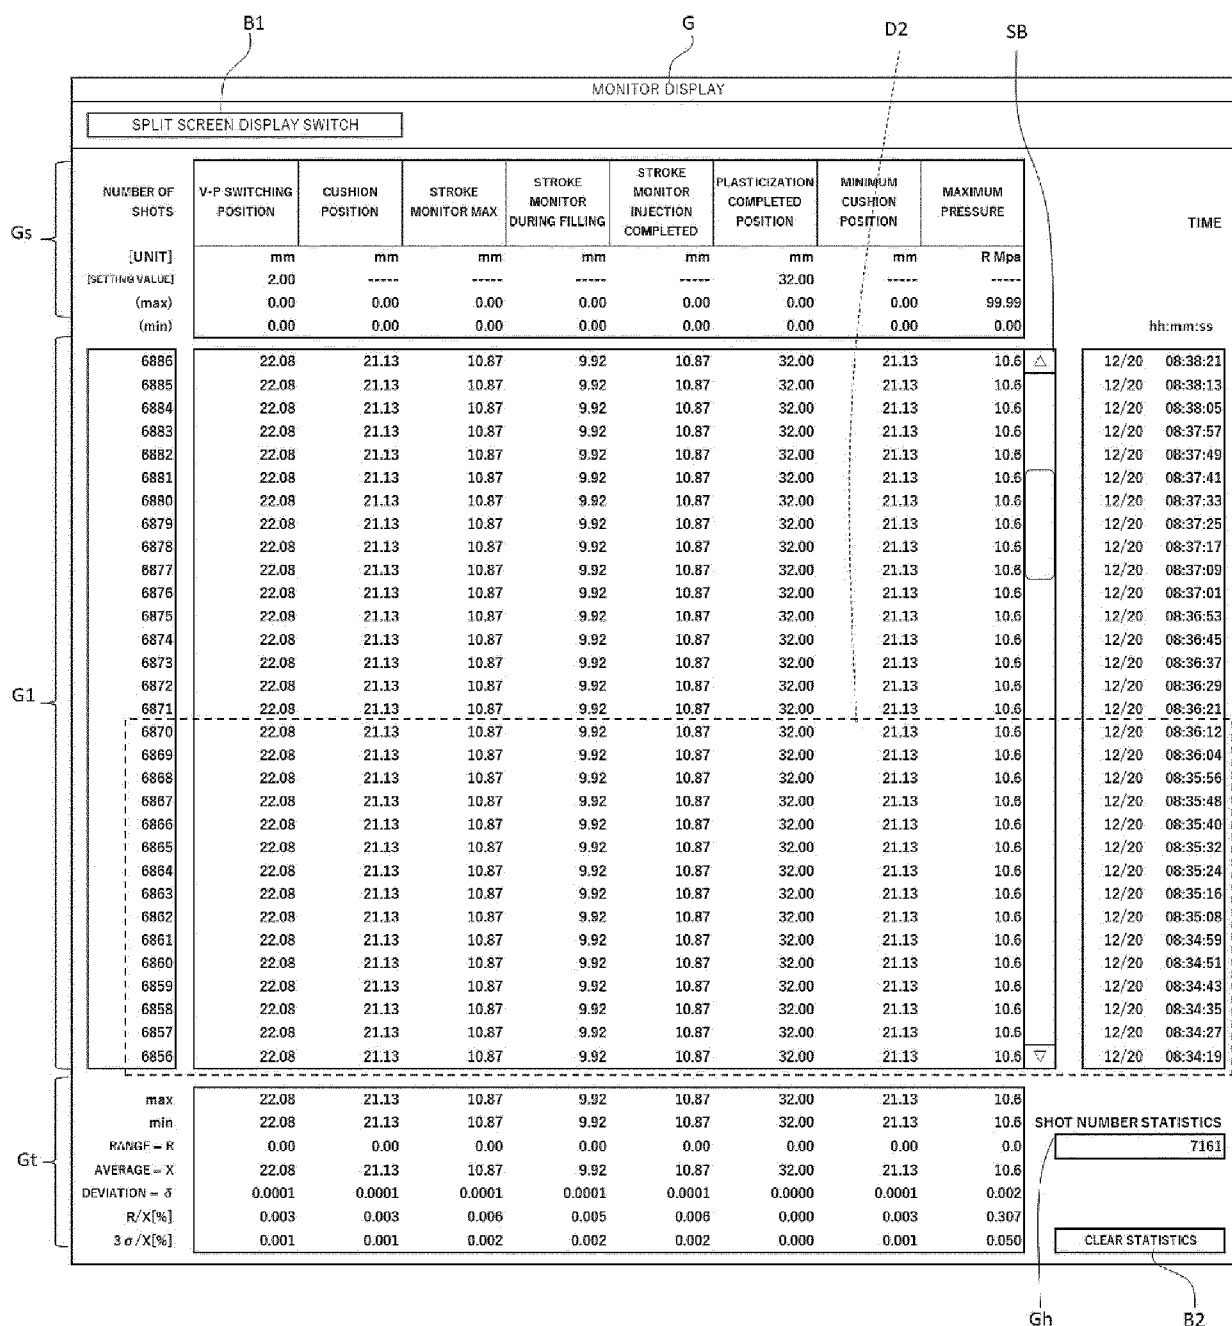 B1 G D2 SB
MONITOR DISPLAY
SPLIT SCREEN DISPLAY SWITCH
NUMBER OF SHOTS V-P SWITCHING POSITION CUSHION POSITION STROKE MONITOR MAX STROKE MONITOR DURING FILLING STROKE MONITOR INJECTION COMPLETED PLASTICIZATION COMPLETED POSITION MINIMUM CUSHION POSITION MAXIMUM PRESSURE TIME
Gs
[UNIT] mm mm mm mm mm mm mm R Mpa
[SETTING VALUE] 2.00 ----- ----- ----- ----- 32.00 ----- -----
(max) 0.00 0.00 0.00 0.00 0.00 0.00 0.00 99.99
(min) 0.00 0.00 0.00 0.00 0.00 0.00 0.00 0.00 hh:mm:ss
6886 22.08 21.13 10.87 9.92 10.87 32.00 21.13 10.6 △ 12/20 08:38:21
6885 22.08 21.13 10.87 9.92 10.87 32.00 21.13 10.6 12/20 08:38:13
6884 22.08 21.13 10.87 9.92 10.87 32.00 21.13 10.6 12/20 08:38:05
6883 22.08 21.13 10.87 9.92 10.87 32.00 21.13 10.6 12/20 08:37:57
6882 22.08 21.13 10.87 9.92 10.87 32.00 21.13 10.6 12/20 08:37:49
6881 22.08 21.13 10.87 9.92 10.87 32.00 21.13 10.6 12/20 08:37:41
6880 22.08 21.13 10.87 9.92 10.87 32.00 21.13 10.6 12/20 08:37:33
6879 22.08 21.13 10.87 9.92 10.87 32.00 21.13 10.6 12/20 08:37:25
6878 22.08 21.13 10.87 9.92 10.87 32.00 21.13 10.6 12/20 08:37:17
6877 22.08 21.13 10.87 9.92 10.87 32.00 21.13 10.6 12/20 08:37:09
6876 22.08 21.13 10.87 9.92 10.87 32.00 21.13 10.6 12/20 08:37:01
6875 22.08 21.13 10.87 9.92 10.87 32.00 21.13 10.6 12/20 08:36:53
6874 22.08 21.13 10.87 9.92 10.87 32.00 21.13 10.6 12/20 08:36:45
6873 22.08 21.13 10.87 9.92 10.87 32.00 21.13 10.6 12/20 08:36:37
6872 22.08 21.13 10.87 9.92 10.87 32.00 21.13 10.6 12/20 08:36:29
G1
6871 22.08 21.13 10.87 9.92 10.87 32.00 21.13 10.6 12/20 08:36:21
6870 22.08 21.13 10.87 9.92 10.87 32.00 21.13 10.6 12/20 08:36:12
6869 22.08 21.13 10.87 9.92 10.87 32.00 21.13 10.6 12/20 08:36:04
6868 22.08 21.13 10.87 9.92 10.87 32.00 21.13 10.6 12/20 08:35:56
6867 22.08 21.13 10.87 9.92 10.87 32.00 21.13 10.6 12/20 08:35:48
6866 22.08 21.13 10.87 9.92 10.87 32.00 21.13 10.6 12/20 08:35:40
6865 22.08 21.13 10.87 9.92 10.87 32.00 21.13 10.6 12/20 08:35:32
6864 22.08 21.13 10.87 9.92 10.87 32.00 21.13 10.6 12/20 08:35:24
6863 22.08 21.13 10.87 9.92 10.87 32.00 21.13 10.6 12/20 08:35:16
6862 22.08 21.13 10.87 9.92 10.87 32.00 21.13 10.6 12/20 08:35:08
6861 22.08 21.13 10.87 9.92 10.87 32.00 21.13 10.6 12/20 08:34:59
6860 22.08 21.13 10.87 9.92 10.87 32.00 21.13 10.6 12/20 08:34:51
6859 22.08 21.13 10.87 9.92 10.87 32.00 21.13 10.6 12/20 08:34:43
6858 22.08 21.13 10.87 9.92 10.87 32.00 21.13 10.6 12/20 08:34:35
6857 22.08 21.13 10.87 9.92 10.87 32.00 21.13 10.6 12/20 08:34:27
6856 22.08 21.13 10.87 9.92 10.87 32.00 21.13 10.6 ▽ 12/20 08:34:19
max 22.08 21.13 10.87 9.92 10.87 32.00 21.13 10.6
min 22.08 21.13 10.87 9.92 10.87 32.00 21.13 10.6 SHOT NUMBER STATISTICS
RANGE = R 0.00 0.00 0.00 0.00 0.00 0.00 0.00 0.0 7161
Gt
AVERAGE = X 22.08 21.13 10.87 9.92 10.87 32.00 21.13 10.6
DEVIATION = δ 0.0001 0.0001 0.0001 0.0001 0.0001 0.0000 0.0001 0.002
R/X[%] 0.003 0.003 0.006 0.005 0.006 0.000 0.003 0.307
3σ/X[%] 0.001 0.001 0.002 0.002 0.002 0.000 0.001 0.050 CLEAR STATISTICS
Gh B2